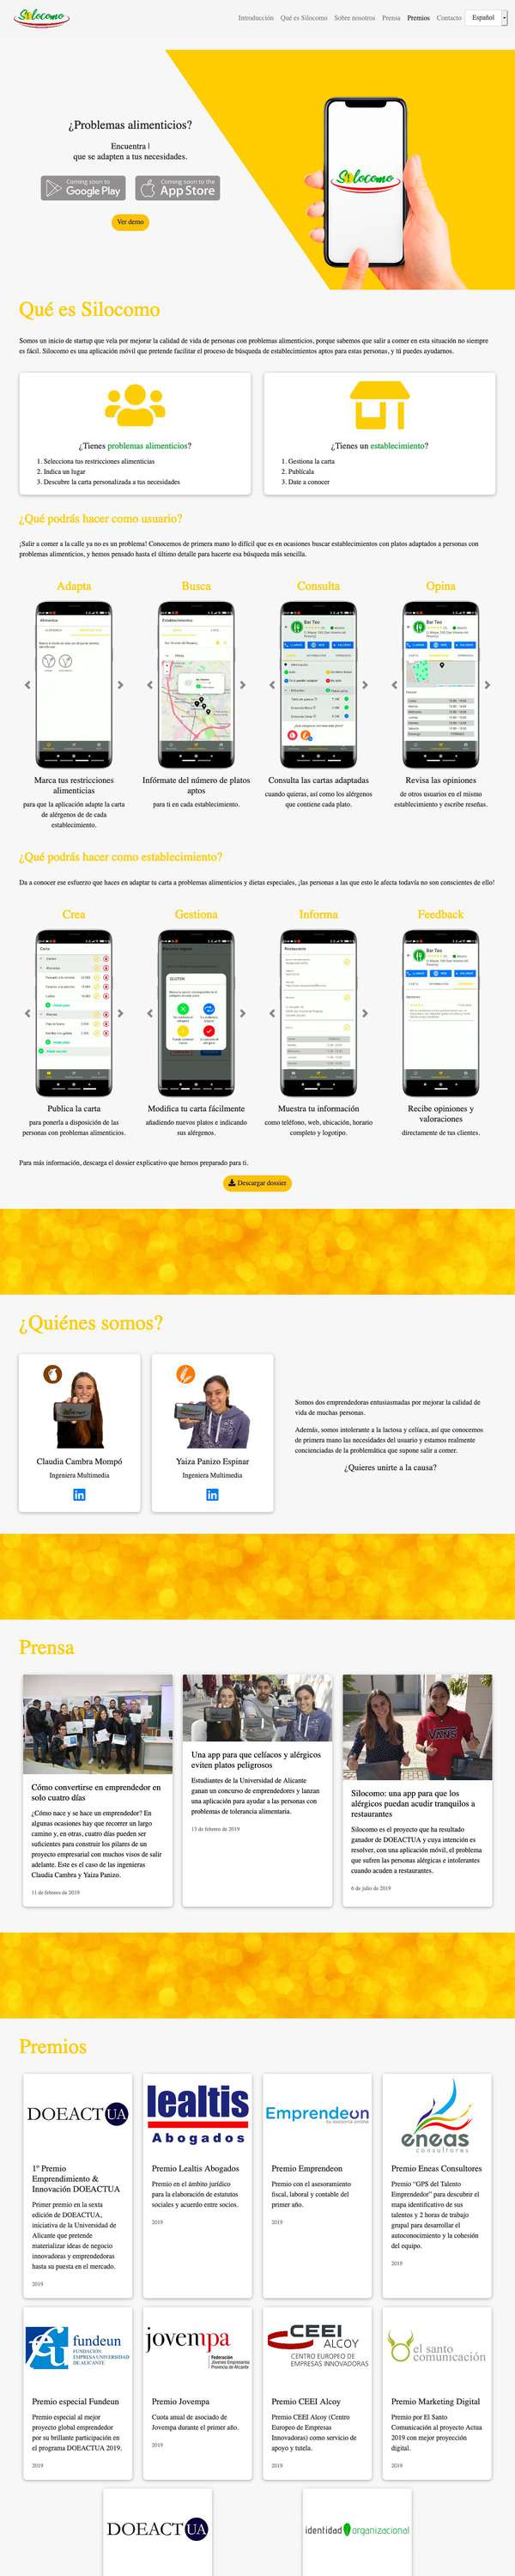 Silocomo
Introducción Qué es Silocomo Sobre nosotros Prensa Premios Contacto Español
¿Problemas alimenticios?
Encuentra |
que se adapten a tus necesidades.
Coming soon to
Google Play
Coming soon to the
App Store
Ver demo
Silocomo
Qué es Silocomo
Somos un inicio de startup que vela por mejorar la calidad de vida de personas con problemas alimenticios, porque sabemos que salir a comer en esta situación no siempre
es fácil. Silocomo es una aplicación móvil que pretende facilitar el proceso de búsqueda de establecimientos aptos para estas personas, y tú puedes ayudarnos.
¿Tienes problemas alimenticios?
1. Selecciona tus restricciones alimenticias
2. Indica un lugar
3. Descubre la carta personalizada a tus necesidades
¿Tienes un establecimiento?
1. Gestiona la carta
2. Publícala
3. Date a conocer
¿Qué podrás hacer como usuario?
¡Salir a comer a la calle ya no es un problema! Conocemos de primera mano lo difícil que es en ocasiones buscar establecimientos con platos adaptados a personas con
problemas alimenticios, y hemos pensado hasta el último detalle para hacerte esa búsqueda más sencilla.
Adapta
Busca
Consulta
Opina
Bar Teo
Bar Teo
Marca tus restricciones
alimenticias
para que la aplicación adapte la carta
de alérgenos de de cada
establecimiento.
Infórmate del número de platos
aptos
para ti en cada establecimiento.
Consulta las cartas adaptadas
cuando quieras, así como los alérgenos
que contiene cada plato.
Revisa las opiniones
de otros usuarios en el mismo
establecimiento y escribe reseñas.
¿Qué podrás hacer como establecimiento?
Da a conocer ese esfuerzo que haces en adaptar tu carta a problemas alimenticios y dietas especiales, ¡las personas a las que esto le afecta todavía no son conscientes de ello!
Crea
Gestiona
Informa
Feedback
Carta
GLUTEN
Restaurante
Bar Teo
Publica la carta
para ponerla a disposición de las
personas con problemas alimenticios.
Modifica tu carta fácilmente
añadiendo nuevos platos e indicando
sus alérgenos.
Muestra tu información
como teléfono, web, ubicación, horario
completo y logotipo.
Recibe opiniones y
valoraciones
directamente de tus clientes.
Para más información, descarga el dossier explicativo que hemos preparado para ti.
Descargar dossier
¿Quiénes somos?
Claudia Cambra Mompó
Ingeniera Multimedia
Yaiza Panizo Espinar
Ingeniera Multimedia
Somos dos emprendedoras entusiasmadas por mejorar la calidad de
vida de muchas personas.
Además, somos intolerante a la lactosa y celíaca, así que conocemos
de primera mano las necesidades del usuario y estamos realmente
concienciadas de la problemática que supone salir a comer.
¿Quieres unirte a la causa?
Prensa
Cómo convertirse en emprendedor en
solo cuatro días
¿Cómo nace y se hace un emprendedor? En
algunas ocasiones hay que recorrer un largo
camino y, en otras, cuatro días pueden ser
suficientes para construir los pilares de un
proyecto empresarial con muchos visos de salir
adelante. Este es el caso de las ingenieras
Claudia Cambra y Yaiza Panizo.
11 de febrero de 2019
Una app para que celíacos y alérgicos
eviten platos peligrosos
Estudiantes de la Universidad de Alicante
ganan un concurso de emprendedores y lanzan
una aplicación para ayudar a las personas con
problemas de tolerancia alimentaria.
13 de febrero de 2019
VANS
Silocomo: una app para que los
alérgicos puedan acudir tranquilos a
restaurantes
Silocomo es el proyecto que ha resultado
ganador de DOEACTUA y cuya intención es
resolver, con una aplicación móvil, el problema
que sufren las personas alérgicas e intolerantes
cuando acuden a restaurantes.
6 de julio de 2019
Premios
DOEACTUA
1º Premio
Emprendimiento &
Innovación DOEACTUA
Primer premio en la sexta
edición de DOEACTUA,
iniciativa de la Universidad de
Alicante que pretende
materializar ideas de negocio
innovadoras y emprendedoras
hasta su puesta en el mercado.
2019
lealtis
Abogados
Premio Lealtis Abogados
Premio en el ámbito jurídico
para la elaboración de estatutos
sociales y acuerdo entre socios.
2019
Emprendeon
tu asesoría online
Premio Emprendeon
Premio con el asesoramiento
fiscal, laboral y contable del
primer año.
2019
eneas
consultores
Premio Eneas Consultores
Premio "GPS del Talento
Emprendedor" para descubrir el
mapa identificativo de sus
talentos y 2 horas de trabajo
grupal para desarrollar el
autoconocimiento y la cohesión
del equipo.
2019
fundeun
FUNDACIÓN
EMPRESA UNIVERSIDAD
DE ALICANTE
Premio especial Fundeun
Premio especial al mejor
proyecto global emprendedor
por su brillante participación en
el programa DOEACTUA 2019.
2019
jovempa
Federación
Jóvenes Empresarios
Provincia de Alicante
Premio Jovempa
Cuota anual de asociado de
Jovempa durante el primer año.
2019
CEEI
ALCOY
CENTRO EUROPEO DE
EMPRESAS INNOVADORAS
Premio CEEI Alcoy
Premio CEEI Alcoy (Centro
Europeo de Empresas
Innovadoras) como servicio de
apoyo y tutela.
2019
el santo
comunicación
Premio Marketing Digital
Premio por El Santo
Comunicación al proyecto Actua
2019 con mejor proyección
digital.
2019
DOEACTUA
identidad organizacional